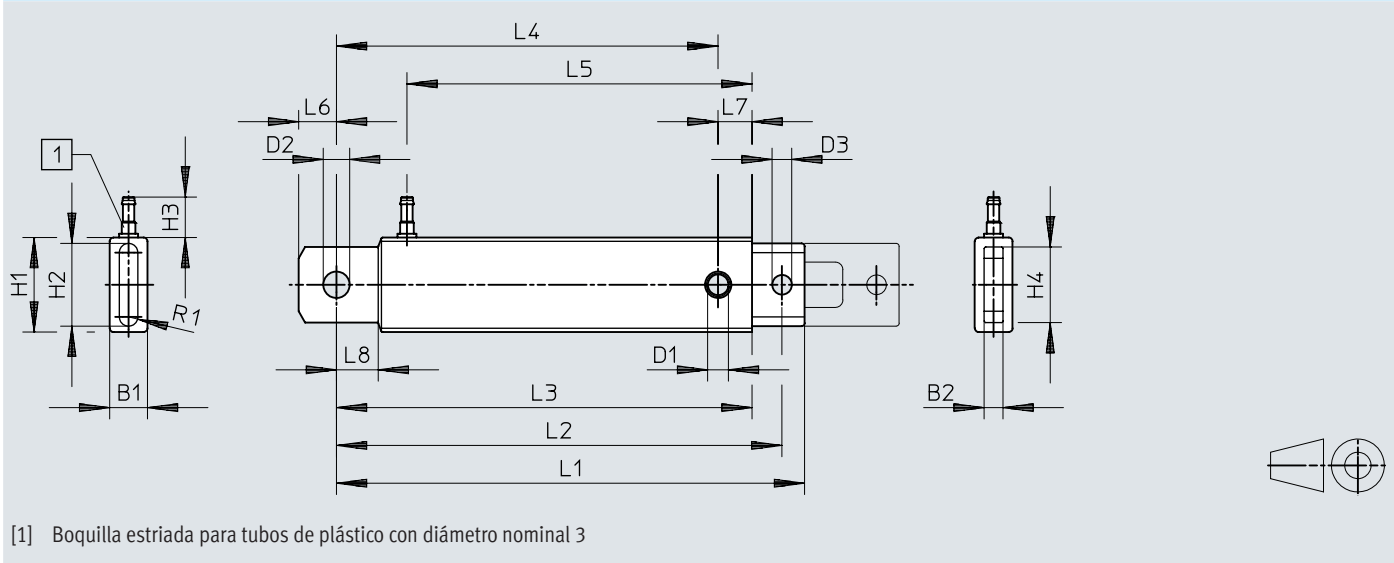 L4
L5
L6
L7
D2
D3
1
H3
H1
H2
H4
R1
L8
D1
B1
B2
L3
L2
L1
[1] Boquilla estriada para tubos de plástico con diámetro nominal 3